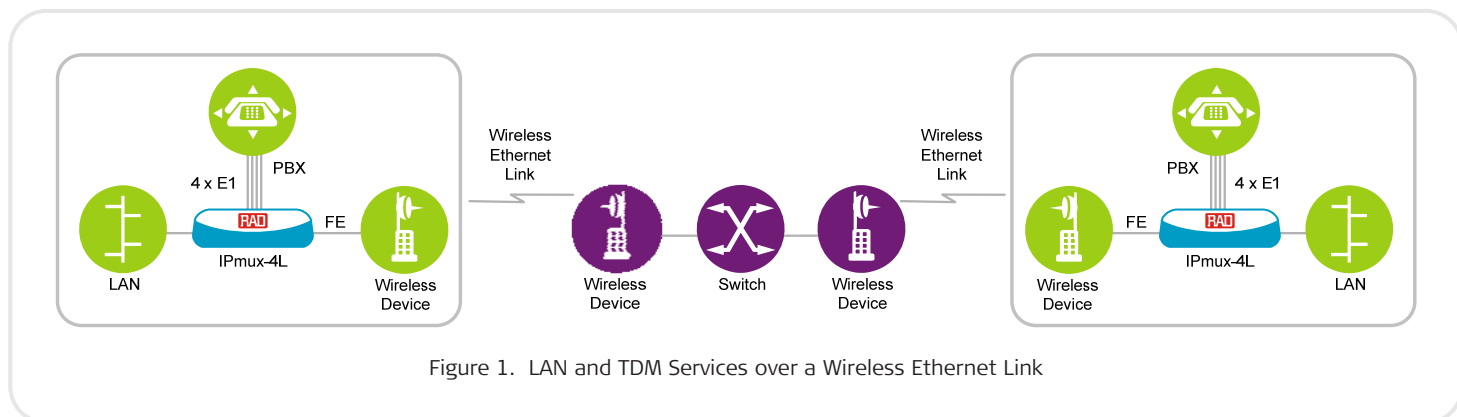 PBX
4 x E1
RAD
FE
IPmux-4L
LAN
Wireless
Device
Wireless
Ethernet
Link
Wireless
Device
Switch
Wireless
Device
Wireless
Ethernet
Link
PBX
4 x E1
FE
RAD
IPmux-4L
Wireless
Device
LAN
Figure 1. LAN and TDM Services over a Wireless Ethernet Link